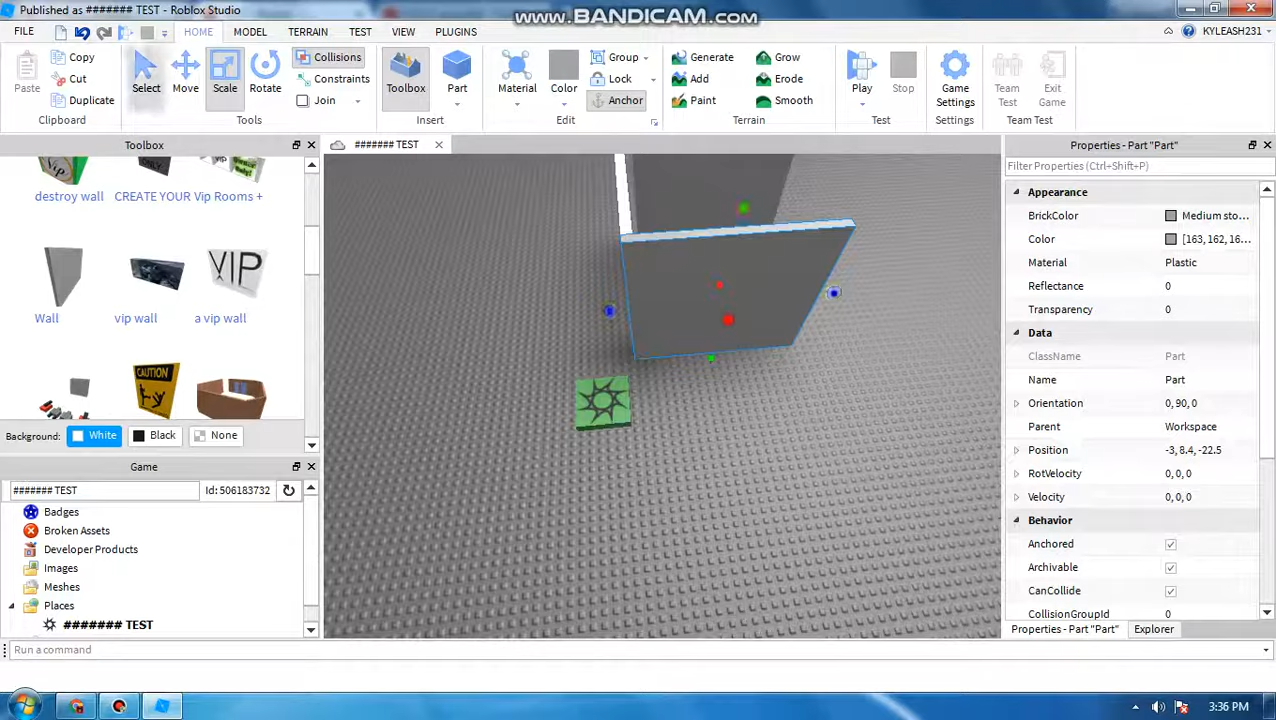 Published as ####### TEST - Roblox Studio
www.BANDICAM.com
FILE HOME MODEL TERRAIN TEST VIEW PLUGINS KYLEASH231
Paste Copy Cut Duplicate
Select Move Scale Rotate
Collisions Constraints Join
Toolbox Part
Material Color
Group Lock Anchor
Generate Add Paint Grow Erode Smooth
Play Stop
Game Settings
Team Test Exit Game
Clipboard Tools Insert Edit Terrain Test Settings Team Test
Toolbox
####### TEST
Properties - Part "Part"
Filter Properties (Ctrl+Shift+P)
destroy wall CREATE YOUR Vip Rooms +
VIP
Wall vip wall a vip wall
CAUTION
Background: White Black None
Game
####### TEST Id: 506183732
Badges
Broken Assets
Developer Products
Images
Meshes
Places
####### TEST
Appearance
BrickColor Medium sto...
Color [163, 162, 16...
Material Plastic
Reflectance 0
Transparency 0
Data
ClassName Part
Name Part
Orientation 0, 90, 0
Parent Workspace
Position -3, 8.4, -22.5
RotVelocity 0, 0, 0
Velocity 0, 0, 0
Behavior
Anchored
Archivable
CanCollide
CollisionGroupId 0
Properties - Part "Part" Explorer
Run a command
3:36 PM